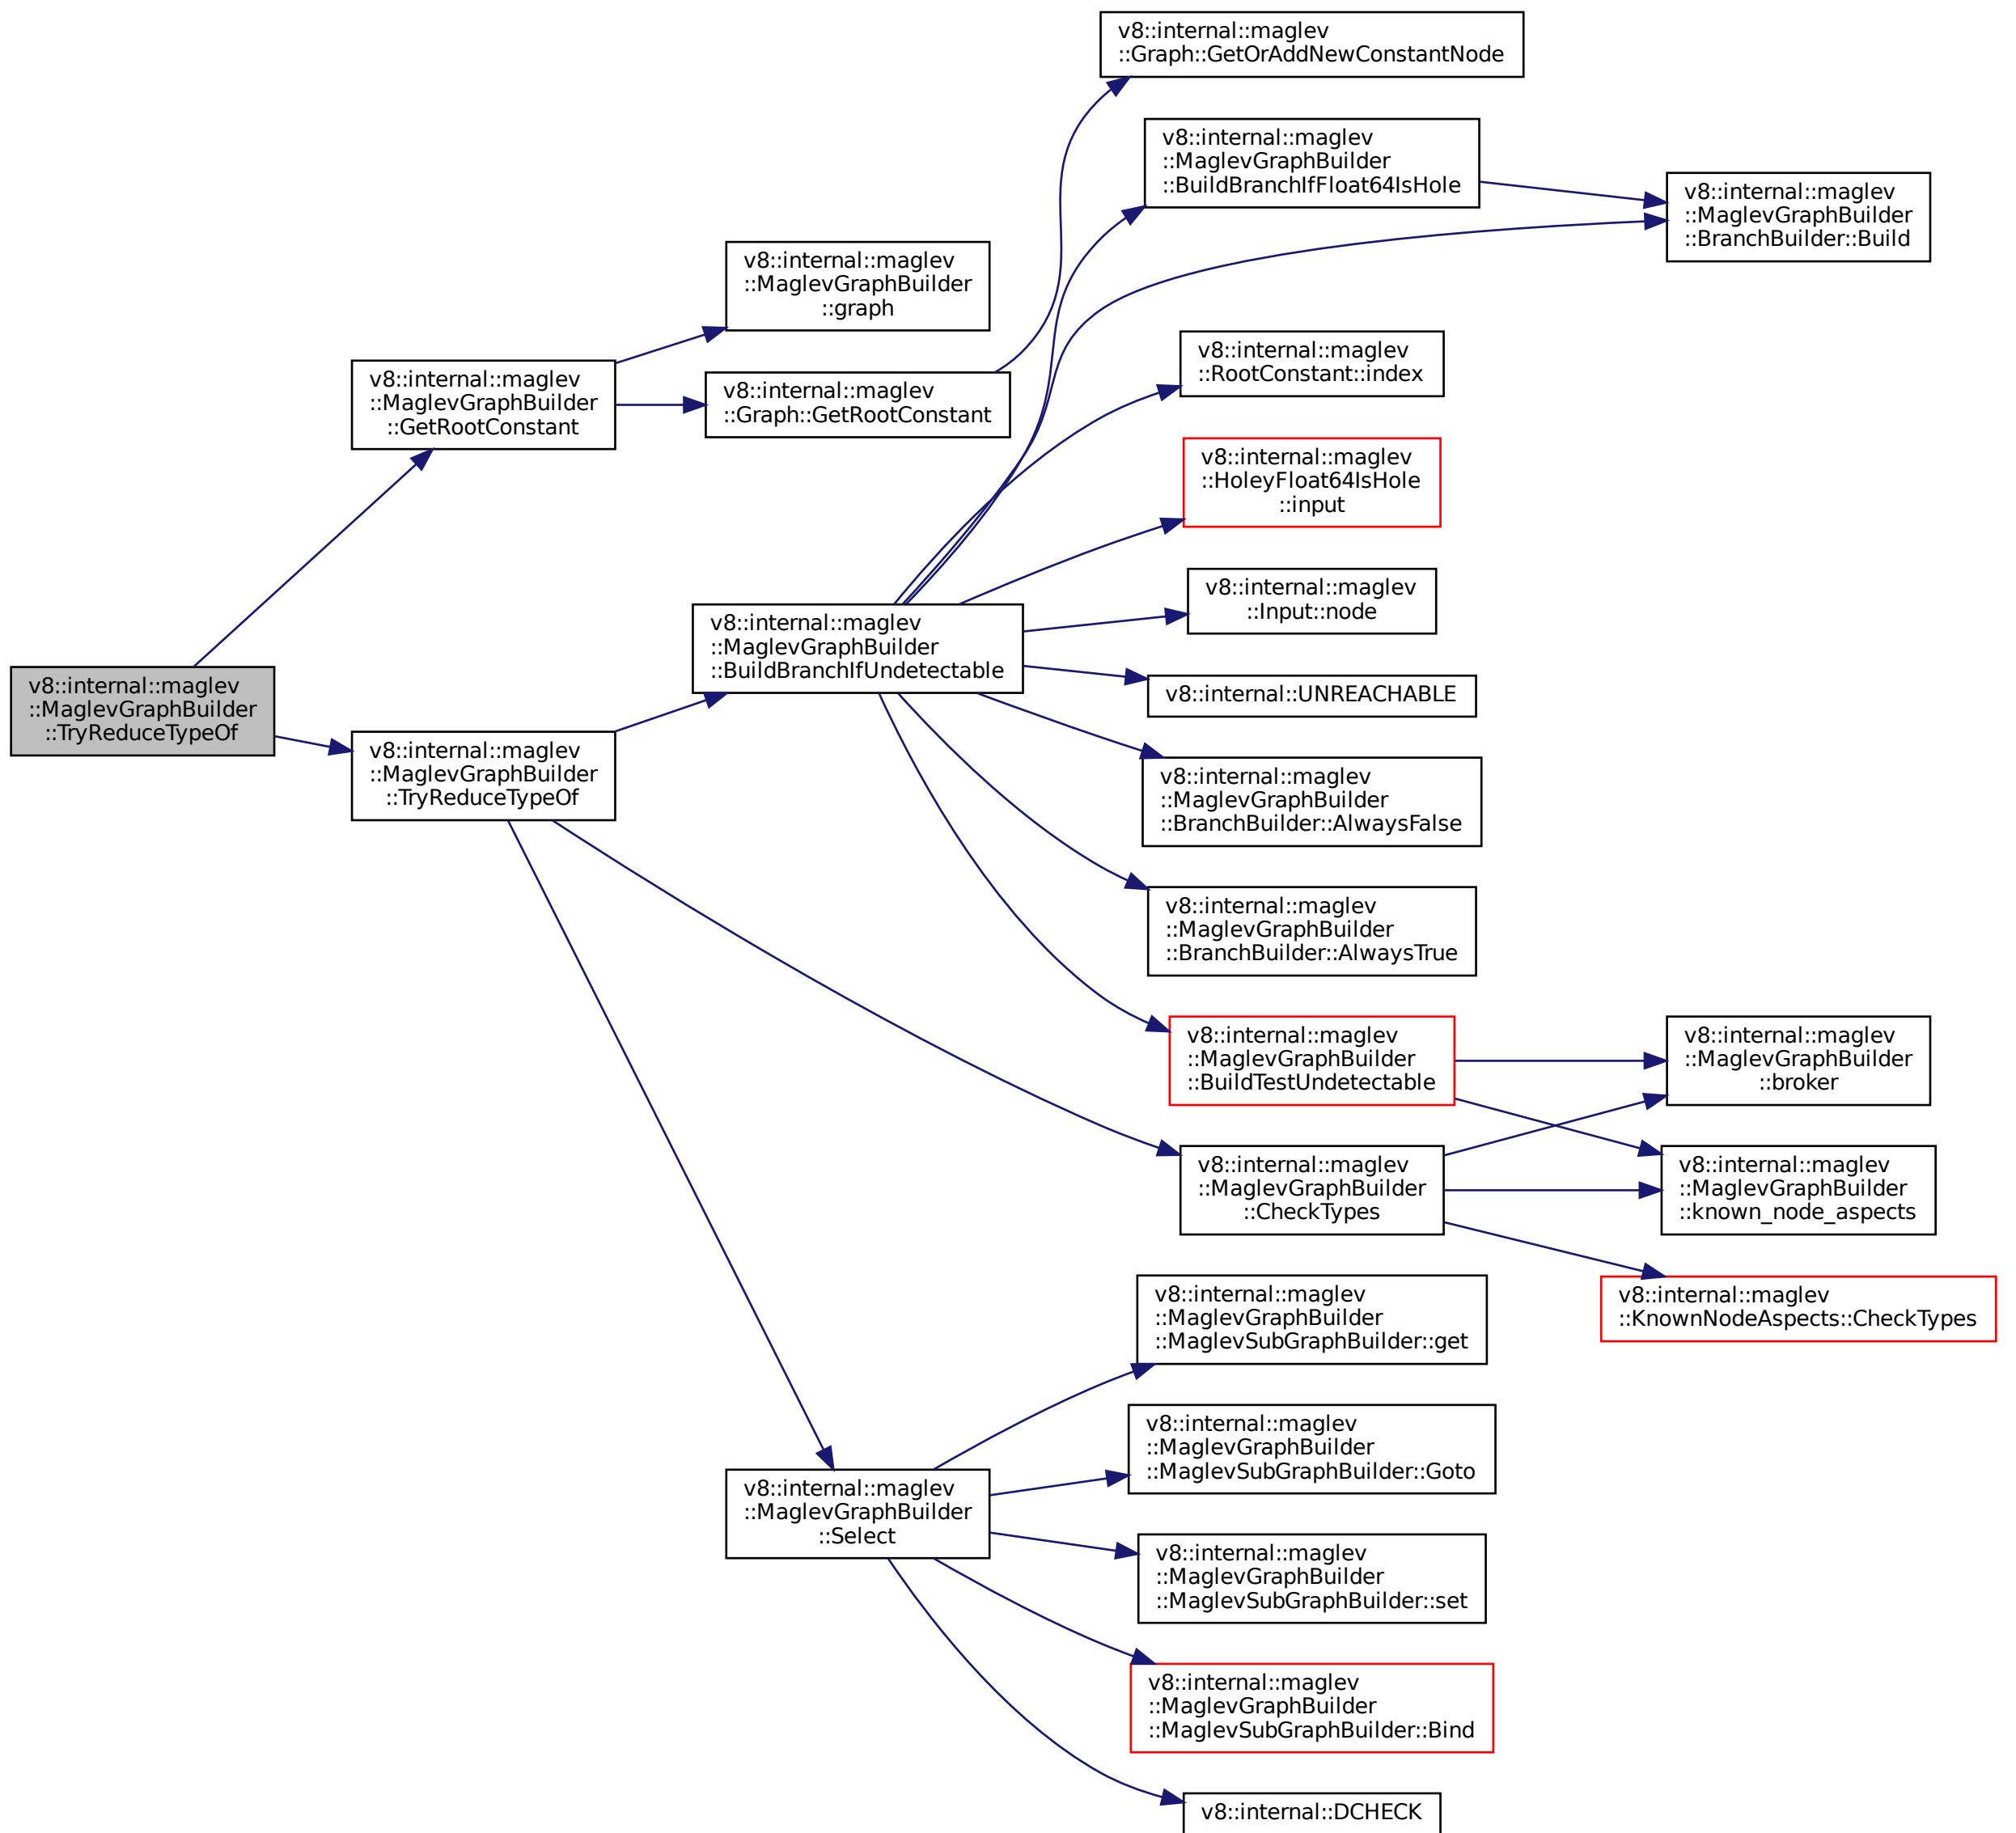 v8::internal::maglev
::MaglevGraphBuilder
::TryReduceTypeOf
v8::internal::maglev
::MaglevGraphBuilder
::GetRootConstant
v8::internal::maglev
::MaglevGraphBuilder
::graph
v8::internal::maglev
::Graph::GetRootConstant
v8::internal::maglev
::Graph::GetOrAddNewConstantNode
v8::internal::maglev
::MaglevGraphBuilder
::TryReduceTypeOf
v8::internal::maglev
::MaglevGraphBuilder
::BuildBranchIfUndetectable
v8::internal::maglev
::MaglevGraphBuilder
::BuildBranchIfFloat64IsHole
v8::internal::maglev
::MaglevGraphBuilder
::BranchBuilder::Build
v8::internal::maglev
::RootConstant::index
v8::internal::maglev
::HoleyFloat64IsHole
::input
v8::internal::maglev
::Input::node
v8::internal::UNREACHABLE
v8::internal::maglev
::MaglevGraphBuilder
::BranchBuilder::AlwaysFalse
v8::internal::maglev
::MaglevGraphBuilder
::BranchBuilder::AlwaysTrue
v8::internal::maglev
::MaglevGraphBuilder
::BuildTestUndetectable
v8::internal::maglev
::MaglevGraphBuilder
::broker
v8::internal::maglev
::MaglevGraphBuilder
::known_node_aspects
v8::internal::maglev
::MaglevGraphBuilder
::CheckTypes
v8::internal::maglev
::KnownNodeAspects::CheckTypes
v8::internal::maglev
::MaglevGraphBuilder
::Select
v8::internal::maglev
::MaglevGraphBuilder
::MaglevSubGraphBuilder::get
v8::internal::maglev
::MaglevGraphBuilder
::MaglevSubGraphBuilder::Goto
v8::internal::maglev
::MaglevGraphBuilder
::MaglevSubGraphBuilder::set
v8::internal::maglev
::MaglevGraphBuilder
::MaglevSubGraphBuilder::Bind
v8::internal::DCHECK